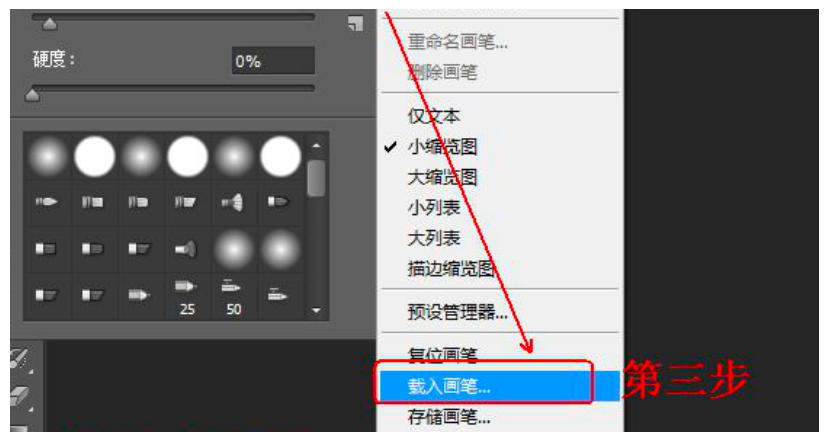 硬度：
0%
25
50
重命名画笔...
删除画笔
仅文本
小缩览图
大缩览图
小列表
大列表
描边缩览图
预设管理器...
复位画笔
载入画笔...
第三步
存储画笔...